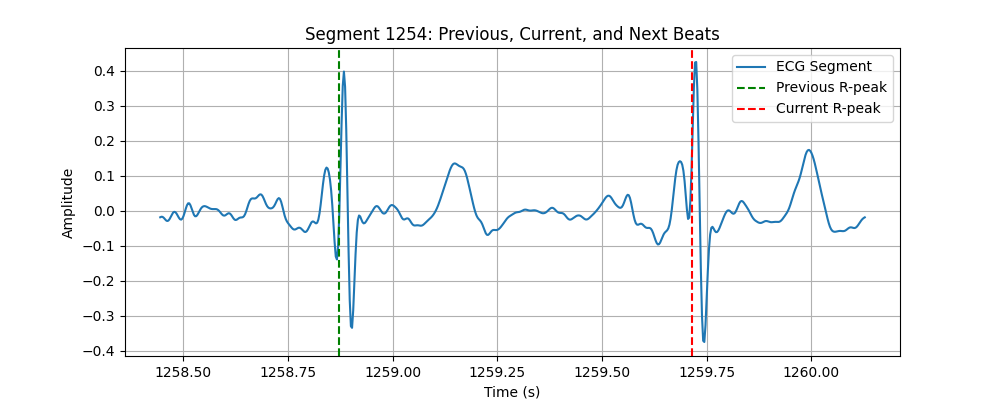 Segment 1254: Previous, Current, and Next Beats
ECG Segment
Previous R-peak
Current R-peak
Amplitude
0.4
0.3
0.2
0.1
0.0
−0.1
−0.2
−0.3
−0.4
1258.50 1258.75 1259.00 1259.25 1259.50 1259.75 1260.00
Time (s)